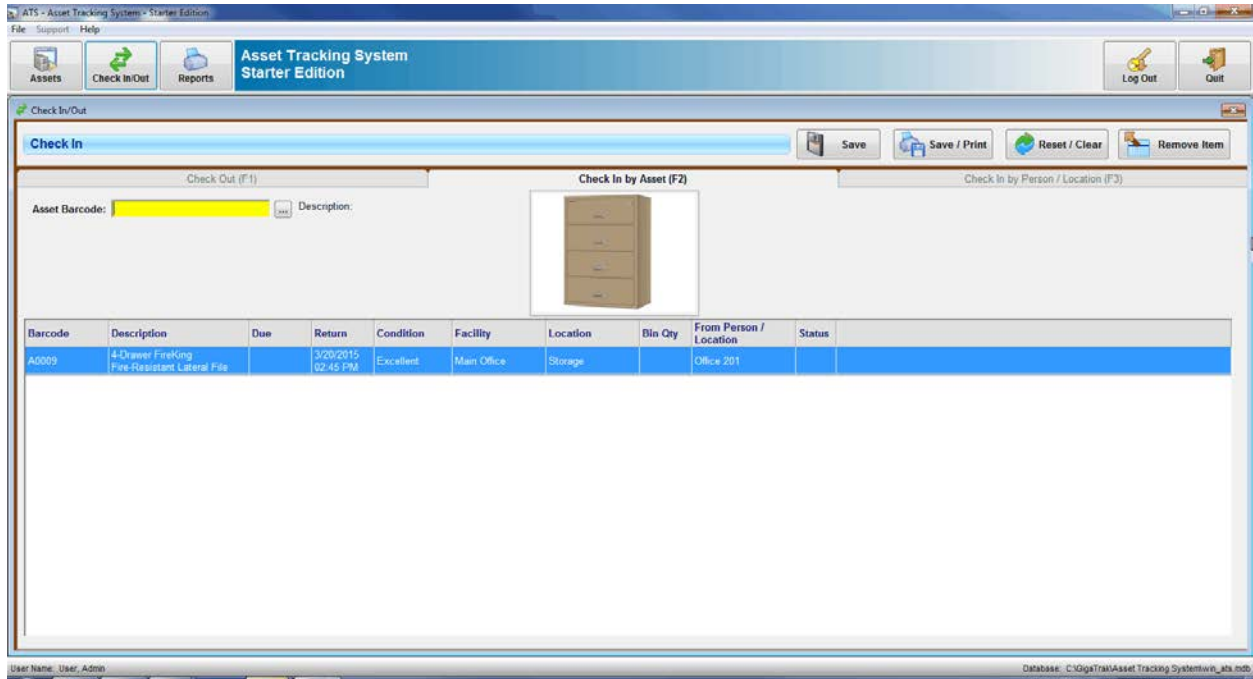 ATS - Asset Tracking System - Starter Edition
File Support Help
Assets
Check In/Out
Reports
Asset Tracking System
Starter Edition
Log Out
Quit
Check In/Out
Check In
Save
Save / Print
Reset / Clear
Remove Item
Check Out (F1)
Check In by Asset (F2)
Check In by Person / Location (F3)
Asset Barcode:
...
Description:
Barcode Description Due Return Condition Facility Location Bin Qty From Person / Location Status
A0009 4-Drawer FireKing Fire-Resistant Lateral File 3/20/2015 02:45 PM Excellent Main Office Storage Office 201
User Name: User, Admin
Database: C:\GigaTrak\Asset Tracking System\win_ats.mdb